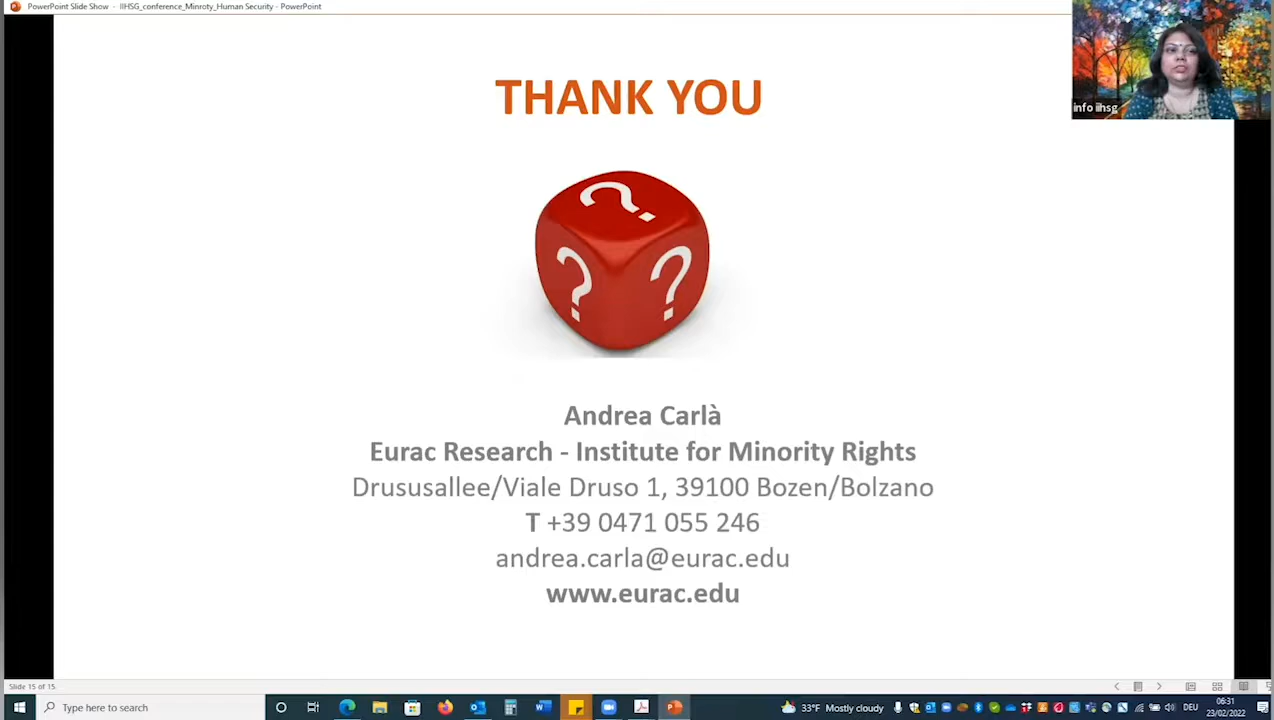 PowerPoint Slide Show - IIHSG_conference_Minroty_Human Security - PowerPoint
info iihsg
THANK YOU
? ? ?
Andrea Carlà
Eurac Research - Institute for Minority Rights
Drususallee/Viale Druso 1, 39100 Bozen/Bolzano
T +39 0471 055 246
andrea.carla@eurac.edu
www.eurac.edu
Slide 15 of 15
Type here to search
33°F Mostly cloudy
DEU
06:31
23/02/2022